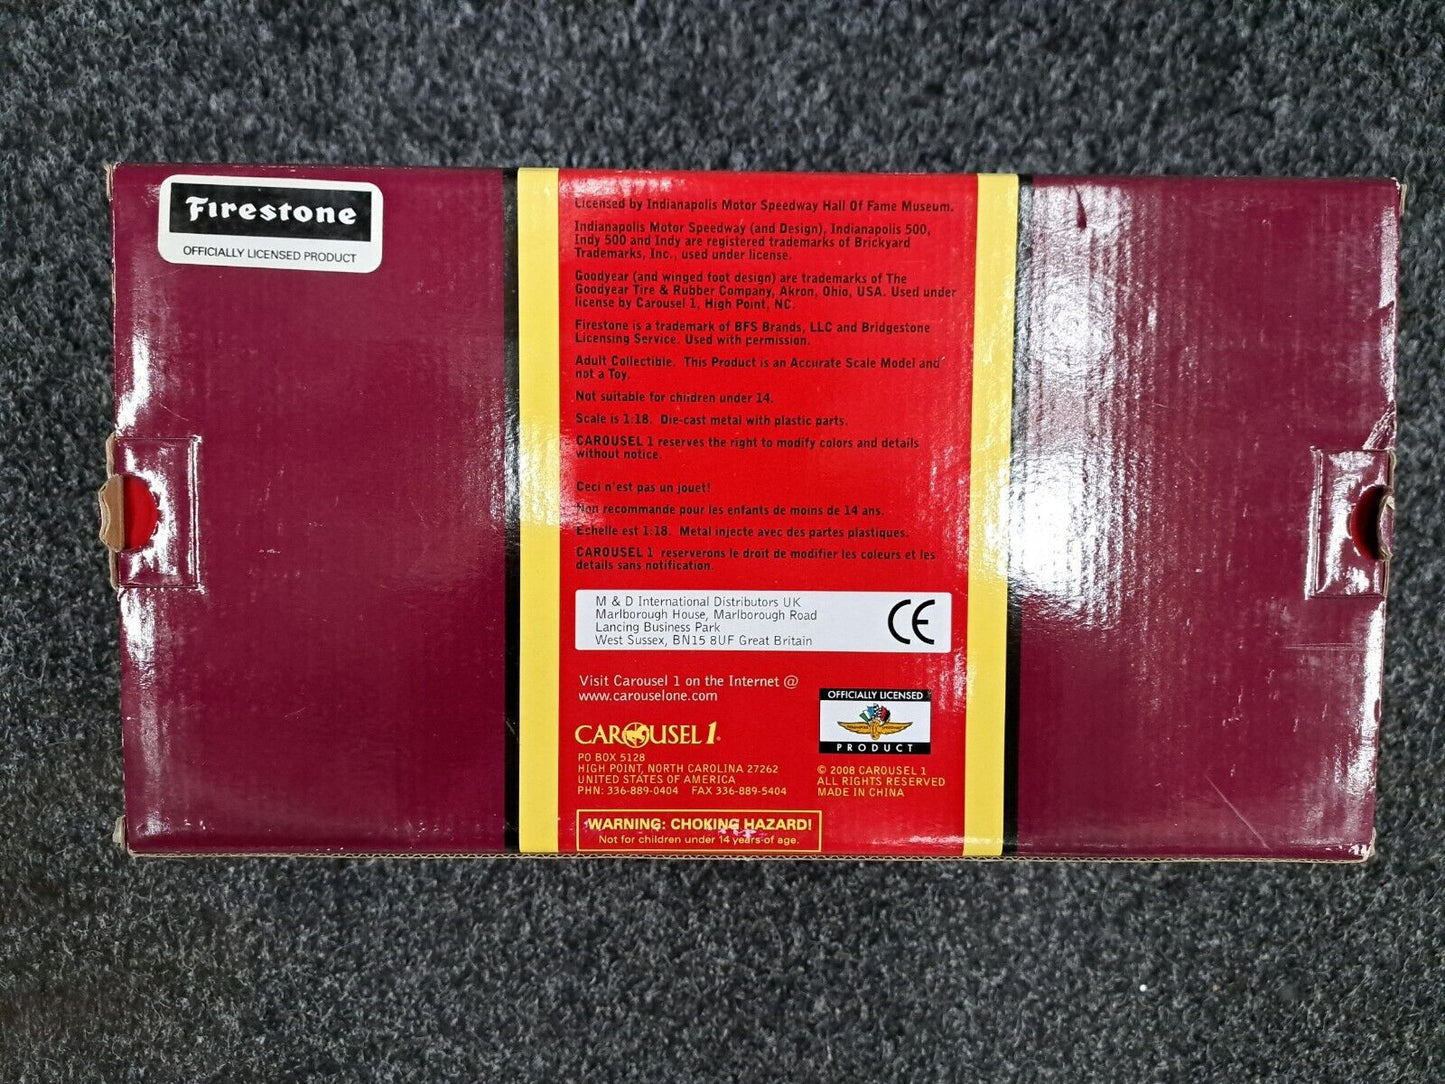 Firestone
OFFICIALLY LICENSED PRODUCT
Licensed by Indianapolis Motor Speedway Hall Of Fame Museum.
Indianapolis Motor Speedway (and Design), Indianapolis 500,
Indy 500 and Indy are registered trademarks of Brickyard
Trademarks, Inc., used under license.
Goodyear (and winged foot design) are trademarks of The
Goodyear Tire & Rubber Company, Akron, Ohio, USA. Used under
license by Carousel 1, High Point, NC.
Firestone is a trademark of BFS Brands, LLC and Bridgestone
Licensing Service. Used with permission.
Adult Collectible. This Product is an Accurate Scale Model and
not a Toy.
Not suitable for children under 14.
Scale is 1:18. Die-cast metal with plastic parts.
CAROUSEL 1 reserves the right to modify colors and details
without notice.
Ceci n'est pas un jouet!
Non recommande pour les enfants de moins de 14 ans.
Echelle est 1:18. Metal injecte avec des partes plastiques.
CAROUSEL 1 reserverons le droit de modifier les coleurs et les
details sans notification.
M & D International Distributors UK
Marlborough House, Marlborough Road
Lancing Business Park
West Sussex, BN15 8UF Great Britain
CE
Visit Carousel 1 on the Internet @
www.carouselone.com
CAROUSEL 1®
PO BOX 5128
HIGH POINT, NORTH CAROLINA 27262
UNITED STATES OF AMERICA
PHN: 336-889-0404 FAX 336-889-5404
OFFICIALLY LICENSED
PRODUCT
© 2008 CAROUSEL 1
ALL RIGHTS RESERVED
MADE IN CHINA
WARNING: CHOKING HAZARD!
Not for children under 14 years of age.